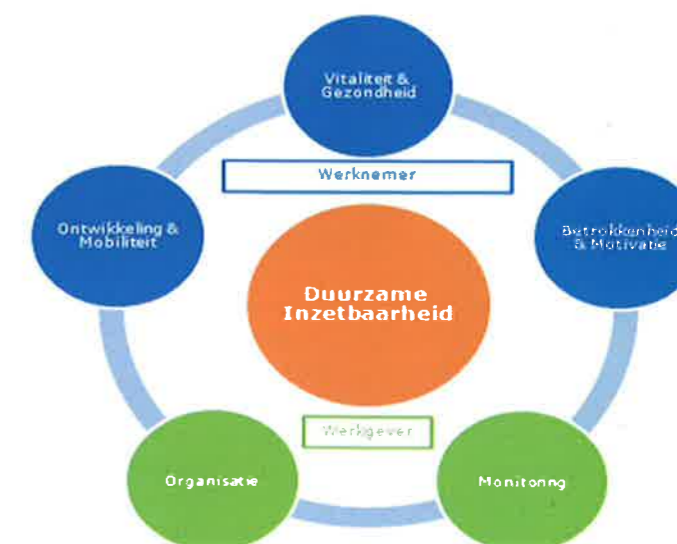 Vitaliteit &
Gezondheid
Werknemer
Ontwikkeling &
Mobiliteit
Betrokkenheid
& Motivatie
Duurzame
Inzetbaarheid
Werkgever
Organisatie
Monitoring